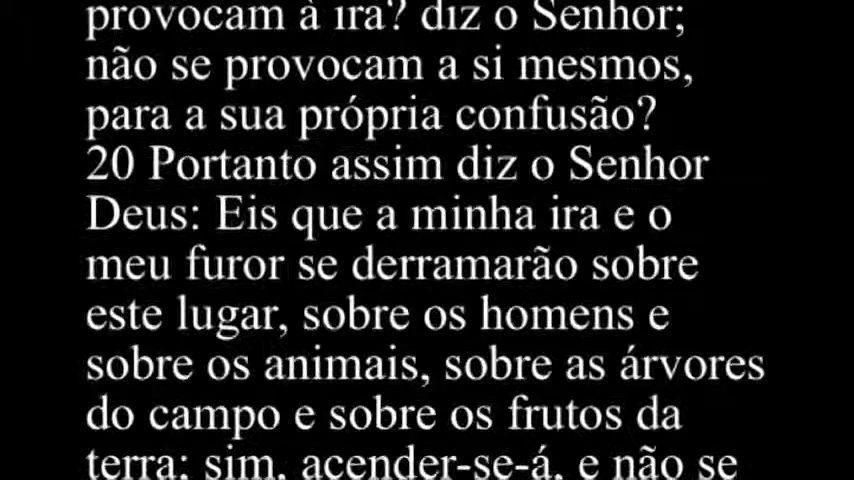 provocam à ira? diz o Senhor;
não se provocam a si mesmos,
para a sua própria confusão?
20 Portanto assim diz o Senhor
Deus: Eis que a minha ira e o
meu furor se derramarão sobre
este lugar, sobre os homens e
sobre os animais, sobre as árvores
do campo e sobre os frutos da
terra; sim, acender-se-á, e não se